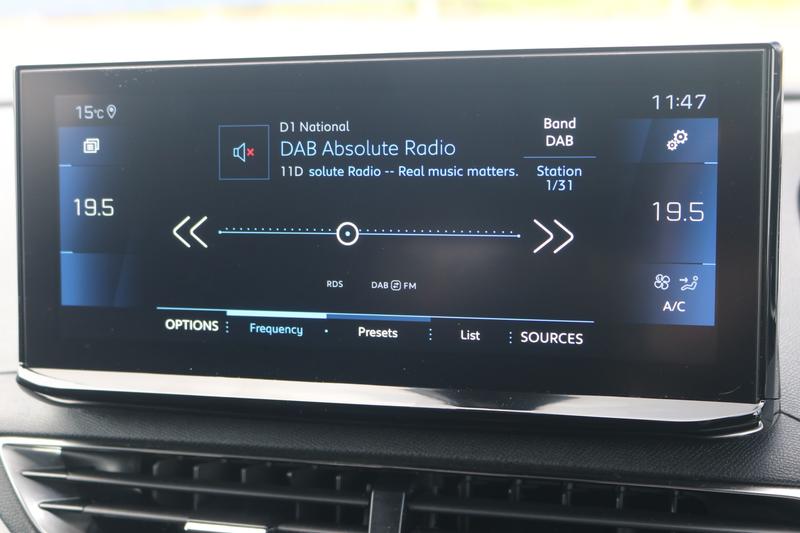 15°C
11:47
D1 National
DAB Absolute Radio
11D solute Radio -- Real music matters.
Band
DAB
Station
1/31
19.5
19.5
RDS
DAB FM
A/C
OPTIONS
Frequency
Presets
List
SOURCES